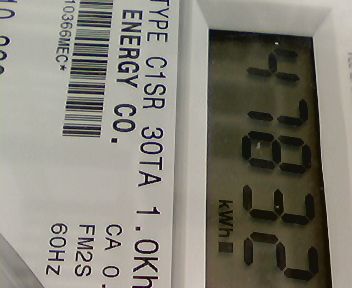 47832
kWh
TYPE C1SR 30TA 1.0Kh
ENERGY CO. CA 0.
10366MEC* FM2S
60HZ